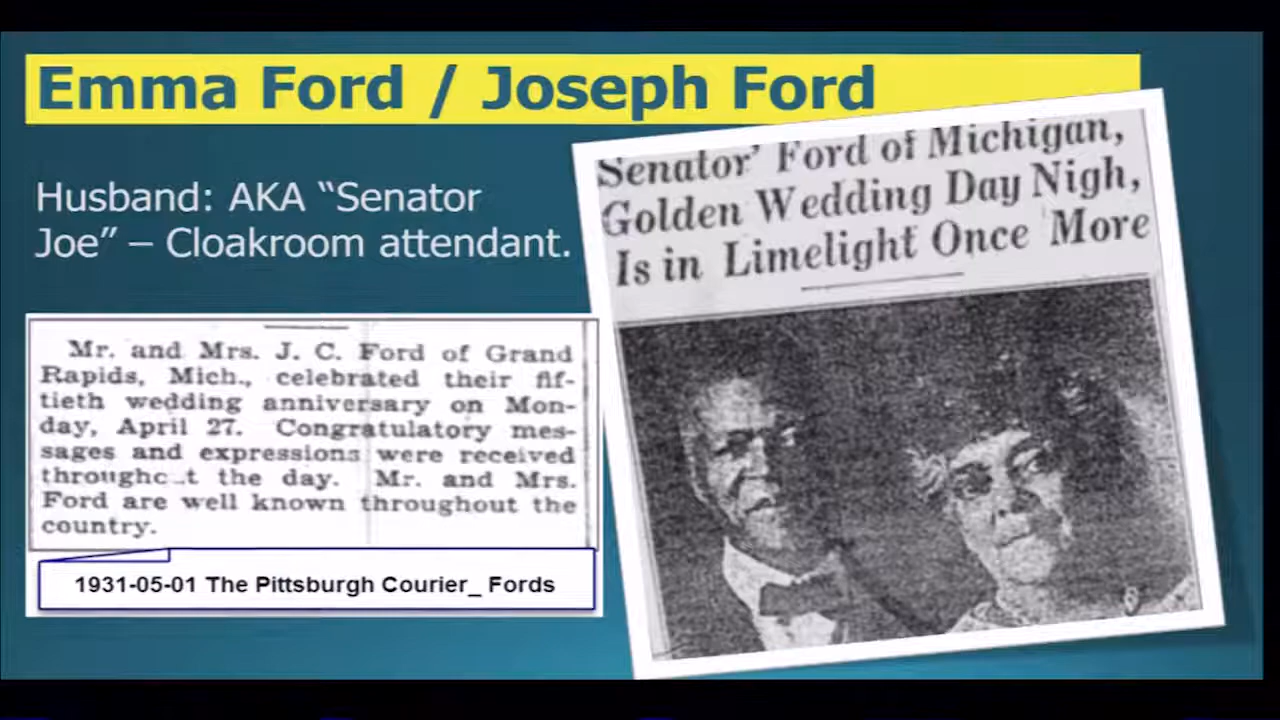 Emma Ford / Joseph Ford
Husband: AKA “Senator
Joe” – Cloakroom attendant.
Senator' Ford of Michigan,
Golden Wedding Day Nigh,
Is in Limelight Once More
Mr. and Mrs. J. C. Ford of Grand
Rapids, Mich., celebrated their fif-
tieth wedding anniversary on Mon-
day, April 27. Congratulatory mes-
sages and expressions were received
the day. Mr. and Mrs.
Ford are well known throughout the
country.
1931-05-01 The Pittsburgh Courier_ Fords